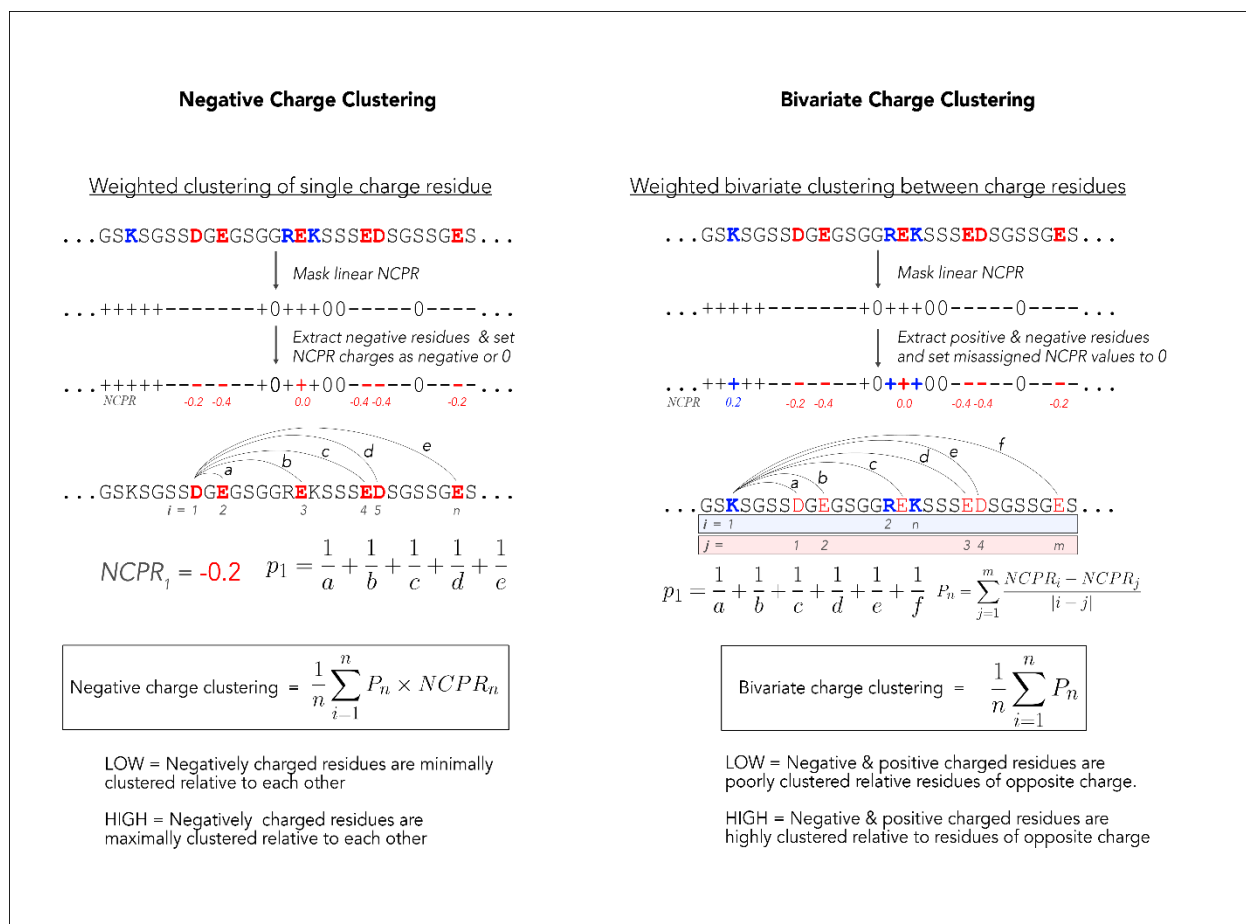 Negative Charge Clustering
Weighted clustering of single charge residue
. . . GSKSGSSDGEGSGGREKSSSEDSGSSGES . . .
Mask linear NCPR
. . . +++++--------+0+++00-----0---- . . .
Extract negative residues & set
NCPR charges as negative or 0
. . . +++++--------+0+++00-----0---- . . .
NCPR -0.2 -0.4 0.0 -0.4 -0.4 -0.2
a b c d e
. . . GSKSGSSDGEGSGGREKSSSEDSGSSGES . . .
i = 1 2 3 4 5 n
NCPR₁ = -0.2 p₁ = 1/a + 1/b + 1/c + 1/d + 1/e
Negative charge clustering = 1/n ∑_{i-1}^{n} P_n × NCPR_n
LOW = Negatively charged residues are minimally
clustered relative to each other
HIGH = Negatively charged residues are
maximally clustered relative to each other
Bivariate Charge Clustering
Weighted bivariate clustering between charge residues
. . . GSKSGSSDGEGSGGREKSSSEDSGSSGES . . .
Mask linear NCPR
. . . +++++--------+0+++00-----0---- . . .
Extract positive & negative residues
and set misassigned NCPR values to 0
. . . +++++--------+0+++00-----0---- . . .
NCPR 0.2 -0.2 -0.4 0.0 -0.4 -0.4 -0.2
a b c d e f
. . . GSKSGSSDGEGSGGREKSSSEDSGSSGES . . .
i = 1 2 n
j = 1 2 3 4 m
p₁ = 1/a + 1/b + 1/c + 1/d + 1/e + 1/f P_n = ∑_{j=1}^{m} (NCPR_i − NCPR_j)/|i − j|
Bivariate charge clustering = 1/n ∑_{i=1}^{n} P_n
LOW = Negative & positive charged residues are
poorly clustered relative residues of opposite charge.
HIGH = Negative & positive charged residues are
highly clustered relative to residues of opposite charge